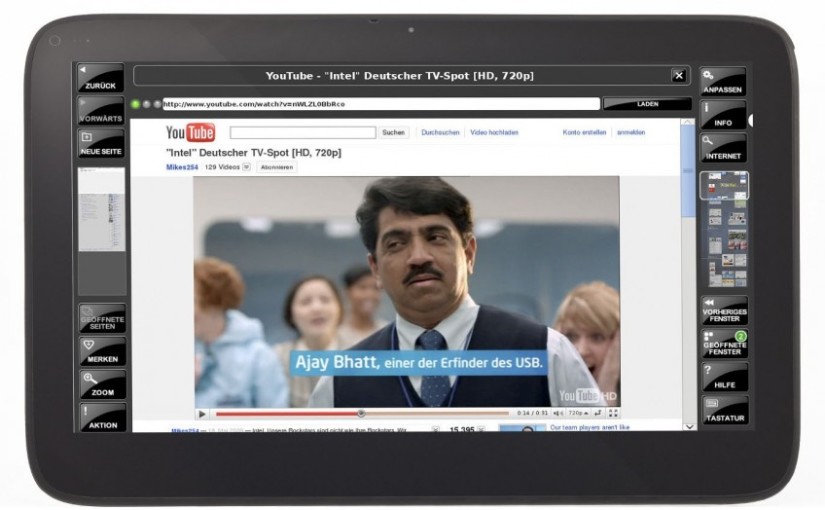 ZURÜCK
VORWÄRTS
NEUE SEITE
GEÖFFNETE SEITEN
MERKEN
ZOOM
AKTION
YouTube - "Intel" Deutscher TV-Spot [HD, 720p]
http://www.youtube.com/watch?v=nWLZL0BbRco
LADEN
YouTube
Suchen
Durchsuchen
Video hochladen
Konto erstellen
anmelden
"Intel" Deutscher TV-Spot [HD, 720p]
Mikes254 129 Videos
Abonnieren
Ajay Bhatt, einer der Erfinder des USB.
YouTube HD
0:14 / 0:31
720p
15.395
Our team players aren't like
ANPASSEN
INFO
INTERNET
VORHERIGES FENSTER
2
GEÖFFNETE FENSTER
HILFE
TASTATUR